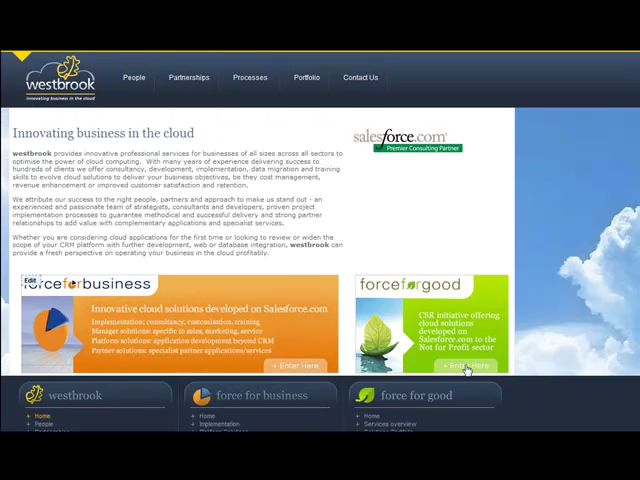 westbrook
innovating business in the cloud
People
Partnerships
Processes
Portfolio
Contact Us
Innovating business in the cloud
salesforce.com
Premier Consulting Partner
westbrook provides innovative professional services for businesses of all sizes across all sectors to
optimise the power of cloud computing. With many years of experience delivering success to
hundreds of clients we offer consultancy, development, implementation, data migration and training
skills to evolve cloud solutions to deliver your business objectives, be they cost management,
revenue enhancement or improved customer satisfaction and retention.
We attribute our success to the right people, partners and approach to make us stand out - an
experienced and passionate team of strategists, consultants and developers, proven project
implementation processes to guarantee methodical and successful delivery and strong partner
relationships to add value with complementary applications and specialist services.
Whether you are considering cloud applications for the first time or looking to review or widen the
scope of your CRM platform with further development, web or database integration, westbrook can
provide a fresh perspective on operating your business in the cloud profitably.
Edit
forceforbusiness
Innovative cloud solutions developed on Salesforce.com
Implementation: consultancy, customisation, training
Manager solutions: specific in sales, marketing, service
Platform solutions: application development beyond CRM
Partner solutions: specialist partner applications/services
+ Enter Here
forceforgood
CSR initiative offering
cloud solutions
developed on
Salesforce.com to the
Not for Profit sector
+ Enter Here
westbrook
+ Home
+ People
+ Partnerships
force for business
+ Home
+ Implementation
+ Platform Solutions
force for good
+ Home
+ Services overview
+ Solutions Portfolio